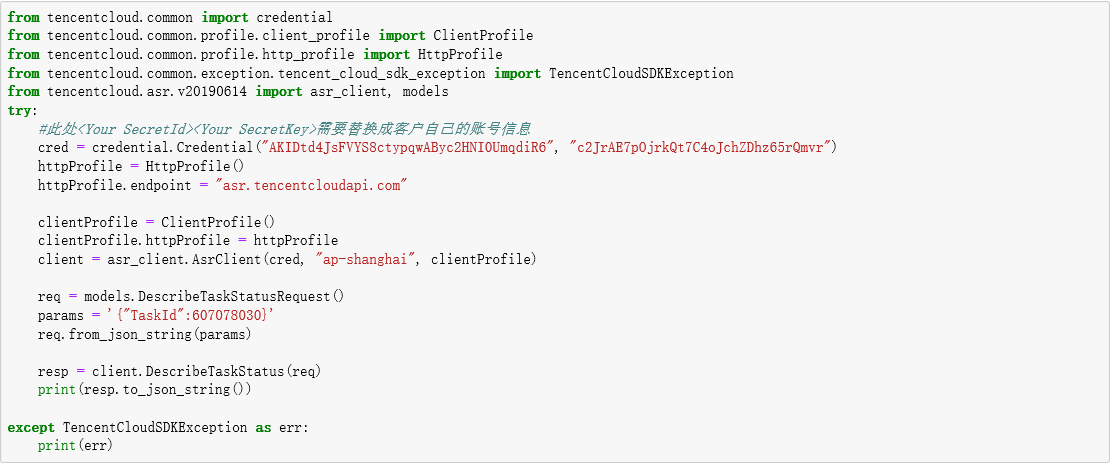 from tencentcloud.common import credential
from tencentcloud.common.profile.client_profile import ClientProfile
from tencentcloud.common.profile.http_profile import HttpProfile
from tencentcloud.common.exception.tencent_cloud_sdk_exception import TencentCloudSDKException
from tencentcloud.asr.v20190614 import asr_client, models
try:
#此处<Your SecretId><Your SecretKey>需要替换成客户自己的账号信息
cred = credential.Credential("AKIDtd4JsFVYS8ctypqwAByc2HNI0UmqdiR6", "c2JrAE7p0jrkQt7C4oJchZDhz65rQmvr")
httpProfile = HttpProfile()
httpProfile.endpoint = "asr.tencentcloudapi.com"
clientProfile = ClientProfile()
clientProfile.httpProfile = httpProfile
client = asr_client.AsrClient(cred, "ap-shanghai", clientProfile)
req = models.DescribeTaskStatusRequest()
params = '{"TaskId":607078030}'
req.from_json_string(params)
resp = client.DescribeTaskStatus(req)
print(resp.to_json_string())
except TencentCloudSDKException as err:
print(err)